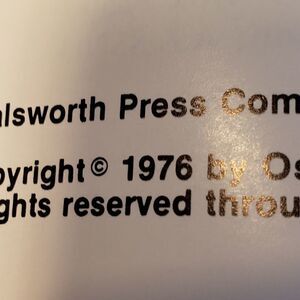 alsworth Press Com
pyright © 1976 by Os
ghts reserved throu